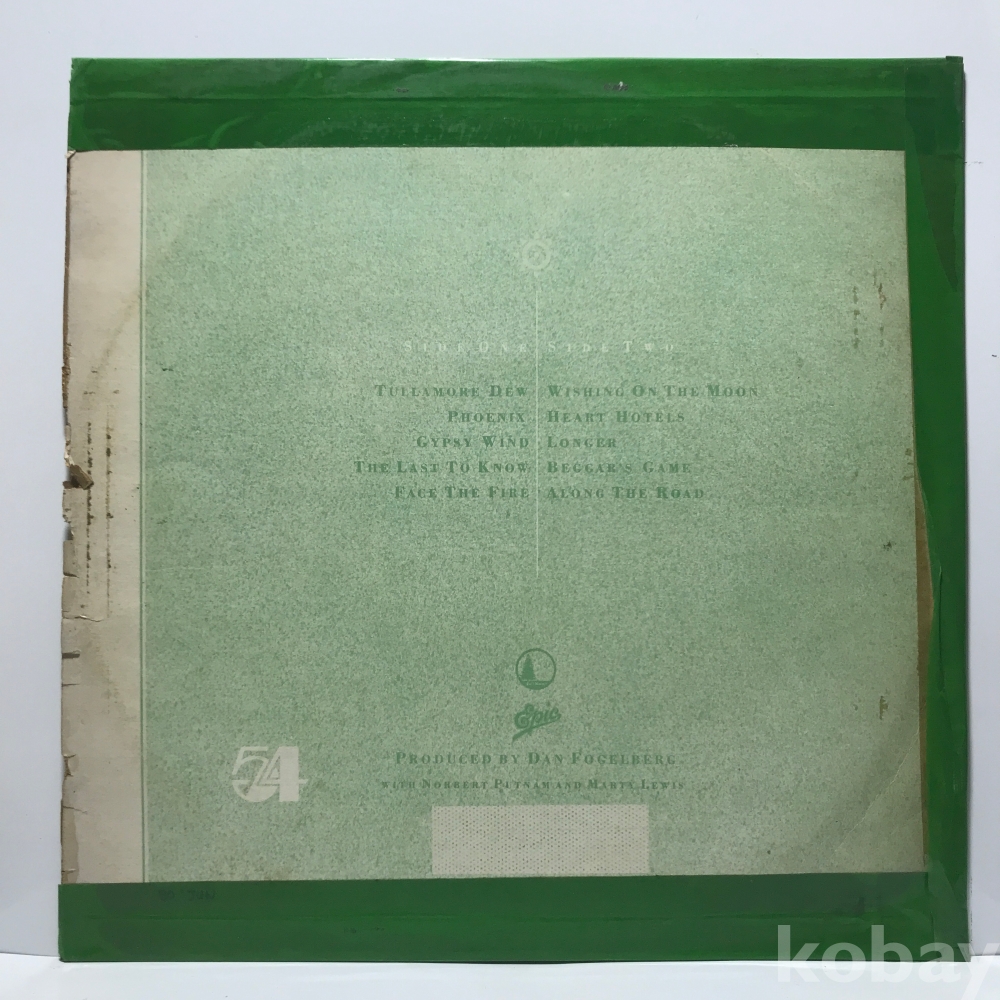 SIDE ONE SIDE TWO
TULLAMORE DEW WISHING ON THE MOON
PHOENIX HEART HOTELS
GYPSY WIND LONGER
THE LAST TO KNOW BEGGAR'S GAME
FACE THE FIRE ALONG THE ROAD
Epic
54
PRODUCED BY DAN FOGELBERG
WITH NORBERT PUTNAM AND MARTY LEWIS
kobay